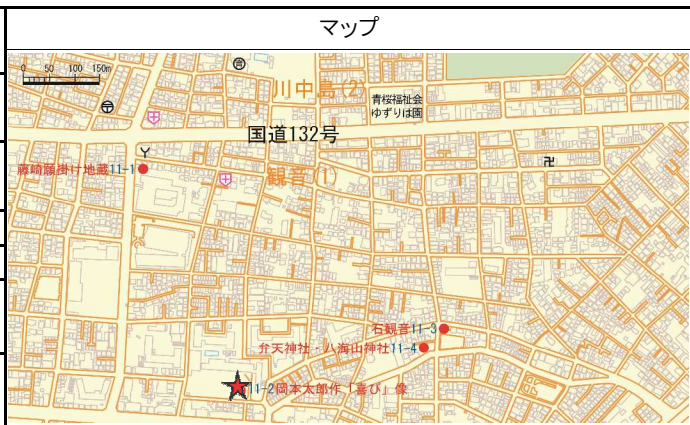 マップ
0 50 100 150m
川中島(2)
青桜福祉会
ゆずりは園
国道132号
藤崎願掛け地蔵11-1
観音(1)
石観音11-3
弁天神社・八海山神社11-4
11-2岡本太郎作「喜び」像